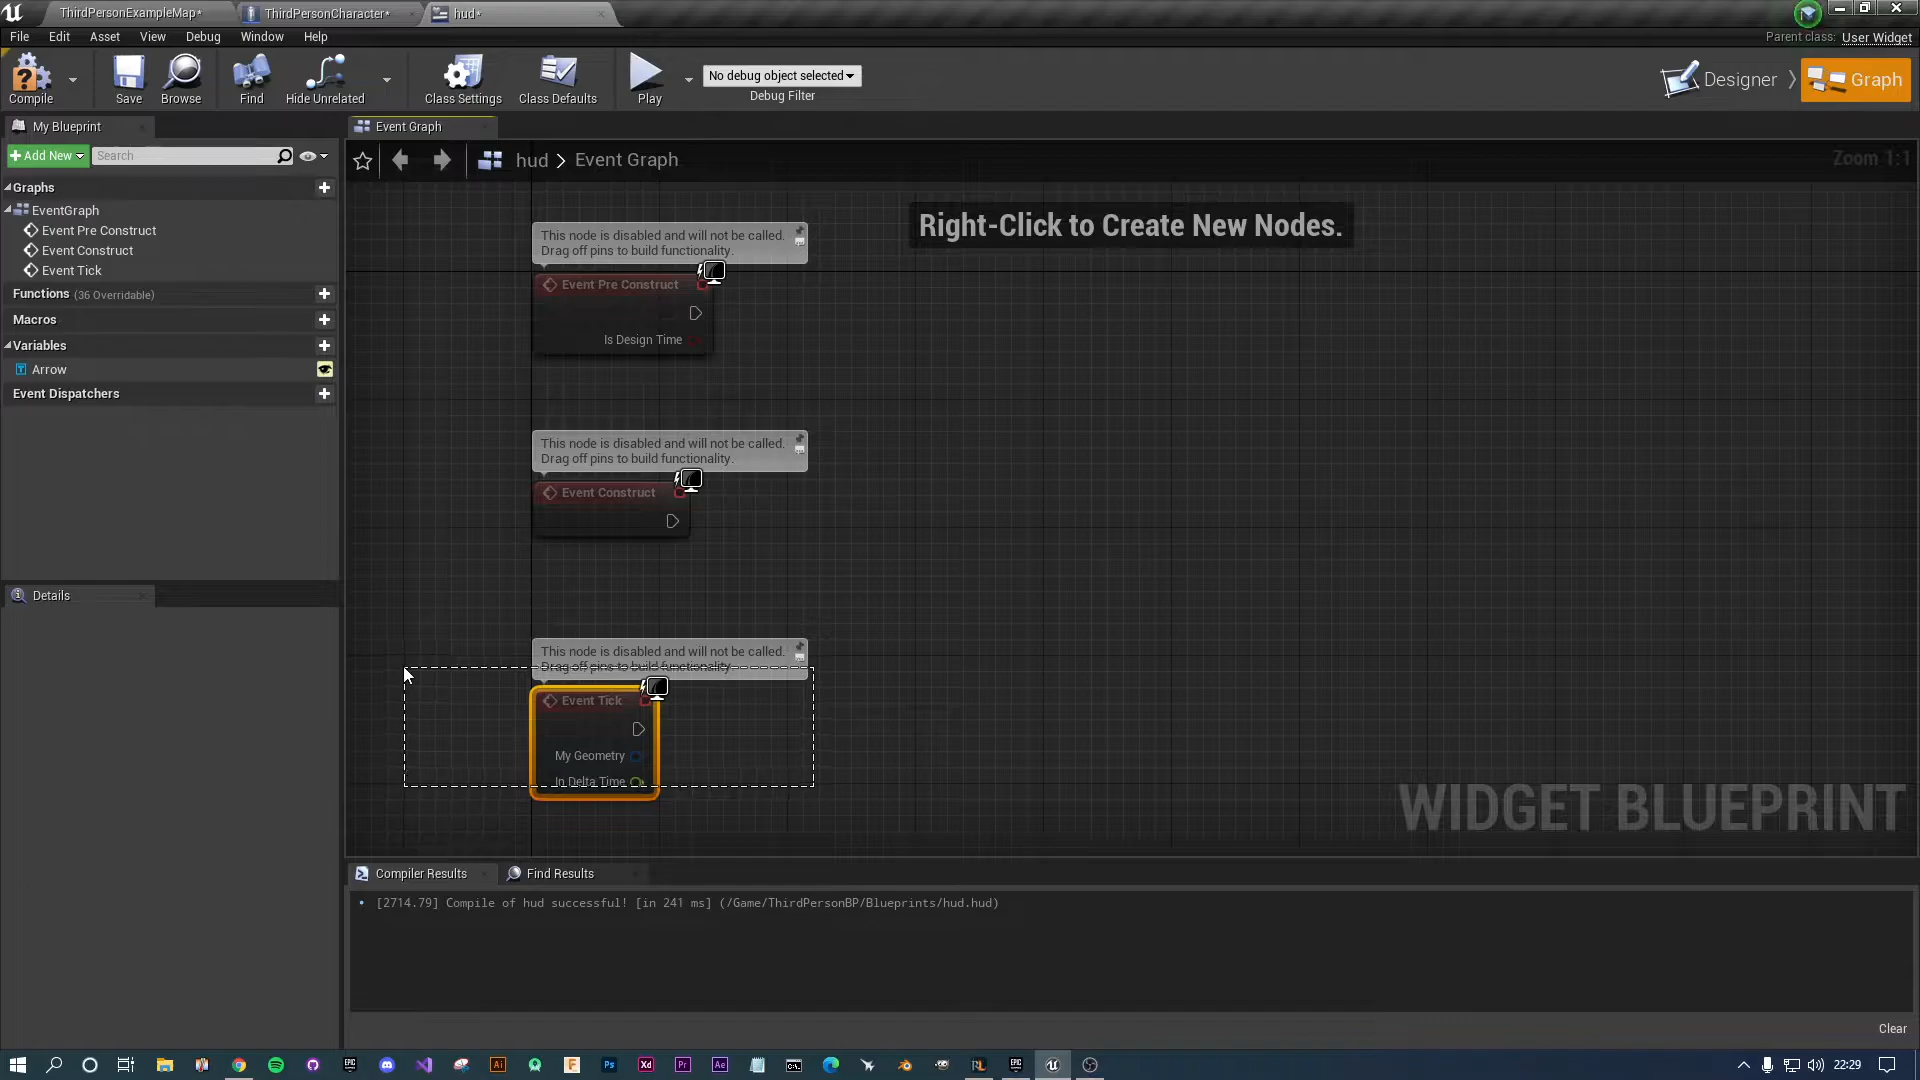 ThirdPersonExampleMap*
ThirdPersonCharacter*
hud*
File Edit Asset View Debug Window Help
Parent class: User Widget
Compile
Save
Browse
Find
Hide Unrelated
Class Settings
Class Defaults
Play
No debug object selected
Debug Filter
Designer
Graph
My Blueprint
Add New
Search
Graphs
EventGraph
Event Pre Construct
Event Construct
Event Tick
Functions (36 Overridable)
Macros
Variables
Arrow
Event Dispatchers
Details
Event Graph
hud > Event Graph
Zoom 1:1
Right-Click to Create New Nodes.
This node is disabled and will not be called.
Drag off pins to build functionality.
Event Pre Construct
Is Design Time
This node is disabled and will not be called.
Drag off pins to build functionality.
Event Construct
This node is disabled and will not be called.
Drag off pins to build functionality.
Event Tick
My Geometry
In Delta Time
WIDGET BLUEPRINT
Compiler Results
Find Results
[2714.79] Compile of hud successful! [in 241 ms] (/Game/ThirdPersonBP/Blueprints/hud.hud)
Clear
22:29